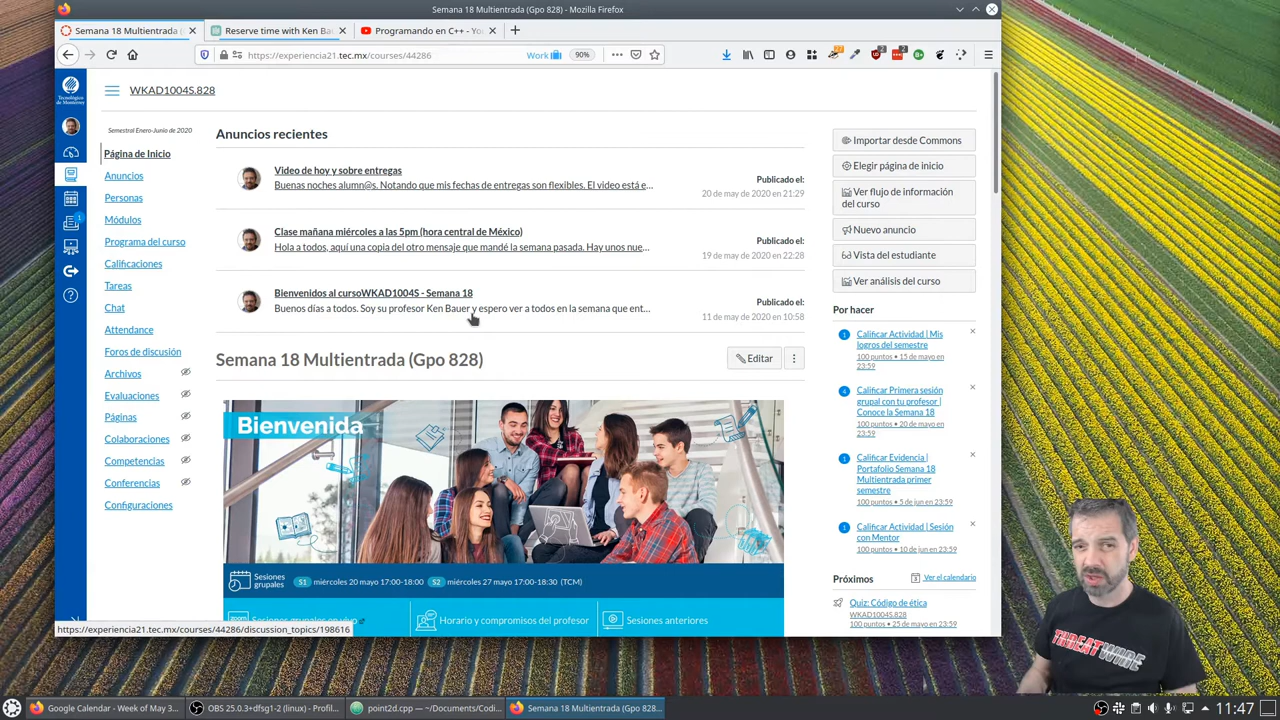 Semana 18 Multientrada (Gpo 828) - Mozilla Firefox
Semana 18 Multientrada (
Reserve time with Ken Bau
Programando en C++ - Yo
https://experiencia21.tec.mx/courses/44286
Work
90%
Tecnológico
de Monterrey
WKAD1004S.828
Semestral Enero-Junio de 2020
Página de Inicio
Anuncios
Personas
Módulos
Programa del curso
Calificaciones
Tareas
Chat
Attendance
Foros de discusión
Archivos
Evaluaciones
Páginas
Colaboraciones
Competencias
Conferencias
Configuraciones
1
Anuncios recientes
Video de hoy y sobre entregas
Buenas noches alumn@s. Notando que mis fechas de entregas son flexibles. El video está e...
Publicado el:
20 de may de 2020 en 21:29
Clase mañana miércoles a las 5pm (hora central de México)
Hola a todos, aquí una copia del otro mensaje que mandé la semana pasada. Hay unos nue...
Publicado el:
19 de may de 2020 en 22:28
Bienvenidos al cursoWKAD1004S - Semana 18
Buenos días a todos. Soy su profesor Ken Bauer y espero ver a todos en la semana que ent...
Publicado el:
11 de may de 2020 en 10:58
Semana 18 Multientrada (Gpo 828)
Editar
Bienvenida
Sesiones
grupales
S1 miércoles 20 mayo 17:00-18:00 S2 miércoles 27 mayo 17:00-18:30 (TCM)
Sesiones grupales en vivo
Horario y compromisos del profesor
Sesiones anteriores
Importar desde Commons
Elegir página de inicio
Ver flujo de información
del curso
Nuevo anuncio
Vista del estudiante
Ver análisis del curso
Por hacer
1
Calificar Actividad | Mis
logros del semestre
100 puntos • 15 de mayo en
23:59
4
Calificar Primera sesión
grupal con tu profesor |
Conoce la Semana 18
100 puntos • 20 de mayo en
23:59
1
Calificar Evidencia |
Portafolio Semana 18
Multientrada primer
semestre
100 puntos • 5 de jun en 23:59
1
Calificar Actividad | Sesión
con Mentor
100 puntos • 10 de jun en 23:59
Próximos
Ver el calendario
Quiz: Código de ética
WKAD1004S.828
100 puntos • 25 de may en 23:59
https://experiencia21.tec.mx/courses/44286/discussion_topics/198616
THREATWIRE
Google Calendar - Week of May 3...
OBS 25.0.3+dfsg1-2 (linux) - Profil...
point2d.cpp — ~/Documents/Codi...
Semana 18 Multientrada (Gpo 828...
11:47